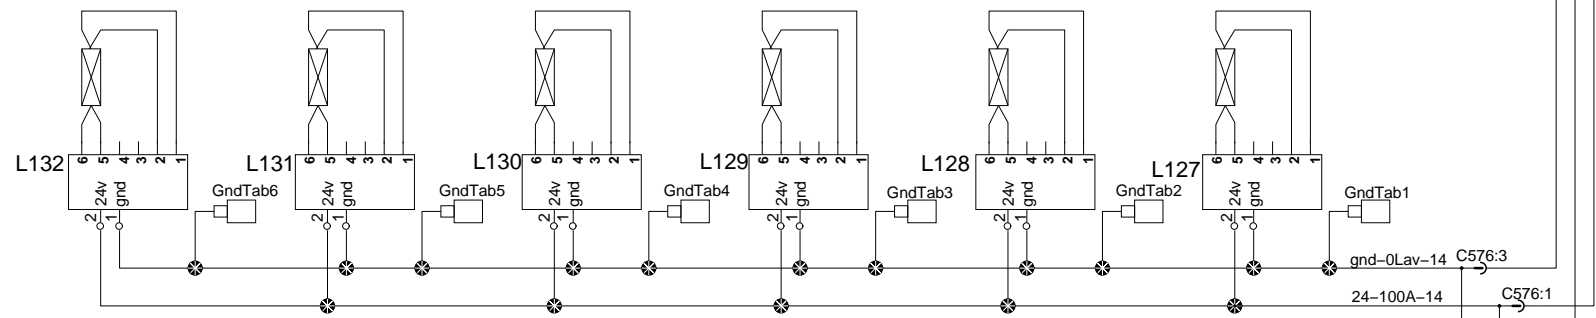 L132
6 5 4 3 2 1
24v gnd
2 1
GndTab6
L131
6 5 4 3 2 1
24v gnd
2 1
GndTab5
L130
6 5 4 3 2 1
24v gnd
2 1
GndTab4
L129
6 5 4 3 2 1
24v gnd
2 1
GndTab3
L128
6 5 4 3 2 1
24v gnd
2 1
GndTab2
L127
6 5 4 3 2 1
24v gnd
2 1
GndTab1
gnd-0Lav-14 C576:3
24-100A-14 C576:1